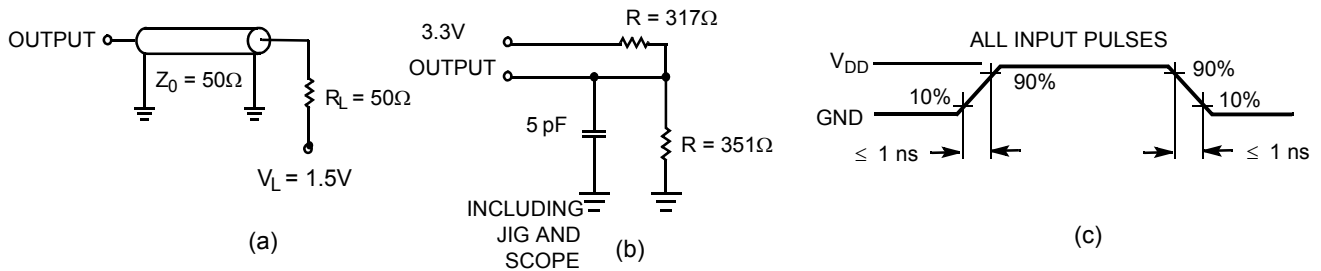 OUTPUT
Z0 = 50Ω
RL = 50Ω
VL = 1.5V
(a)
3.3V
R = 317Ω
OUTPUT
5 pF
R = 351Ω
INCLUDING
JIG AND
SCOPE
(b)
ALL INPUT PULSES
VDD
90%
90%
10%
10%
GND
≤ 1 ns
≤ 1 ns
(c)